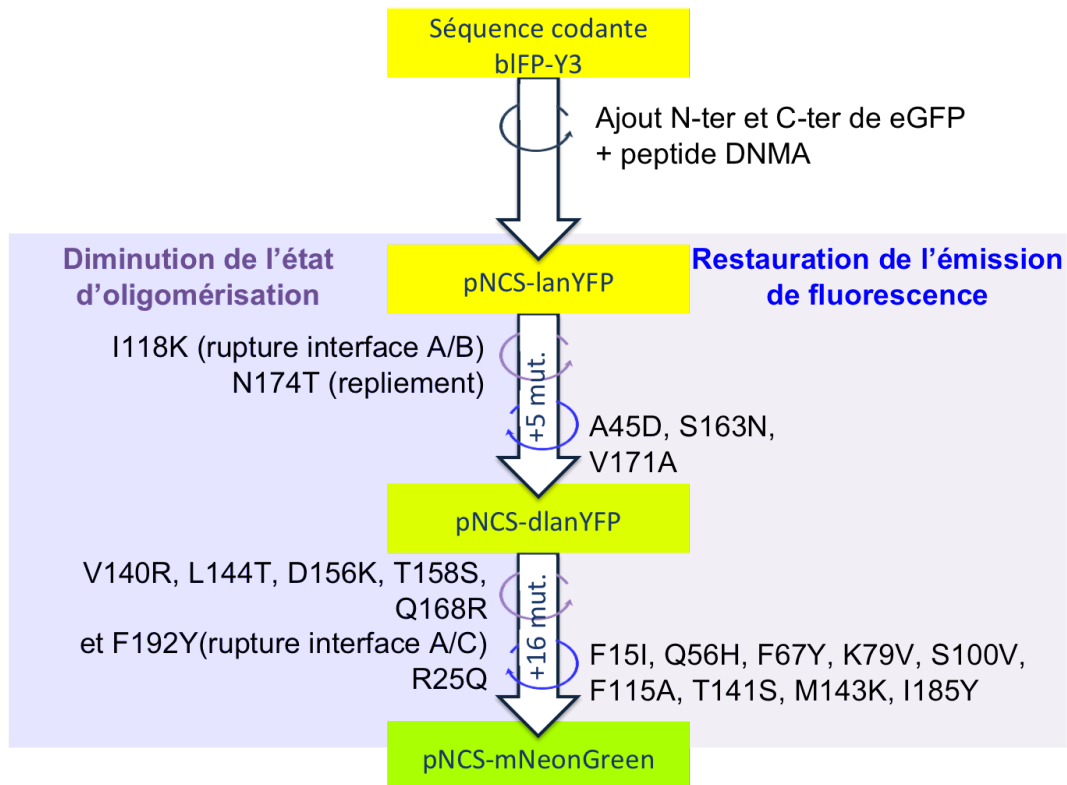 Séquence codante
blFP-Y3
Ajout N-ter et C-ter de eGFP
+ peptide DNMA
Diminution de l’état
d’oligomérisation
pNCS-lanYFP
Restauration de l’émission
de fluorescence
I118K (rupture interface A/B)
N174T (repliement)
+5 mut.
A45D, S163N,
V171A
pNCS-dlanYFP
V140R, L144T, D156K, T158S,
Q168R
et F192Y(rupture interface A/C)
R25Q
+16 mut.
F15I, Q56H, F67Y, K79V, S100V,
F115A, T141S, M143K, I185Y
pNCS-mNeonGreen